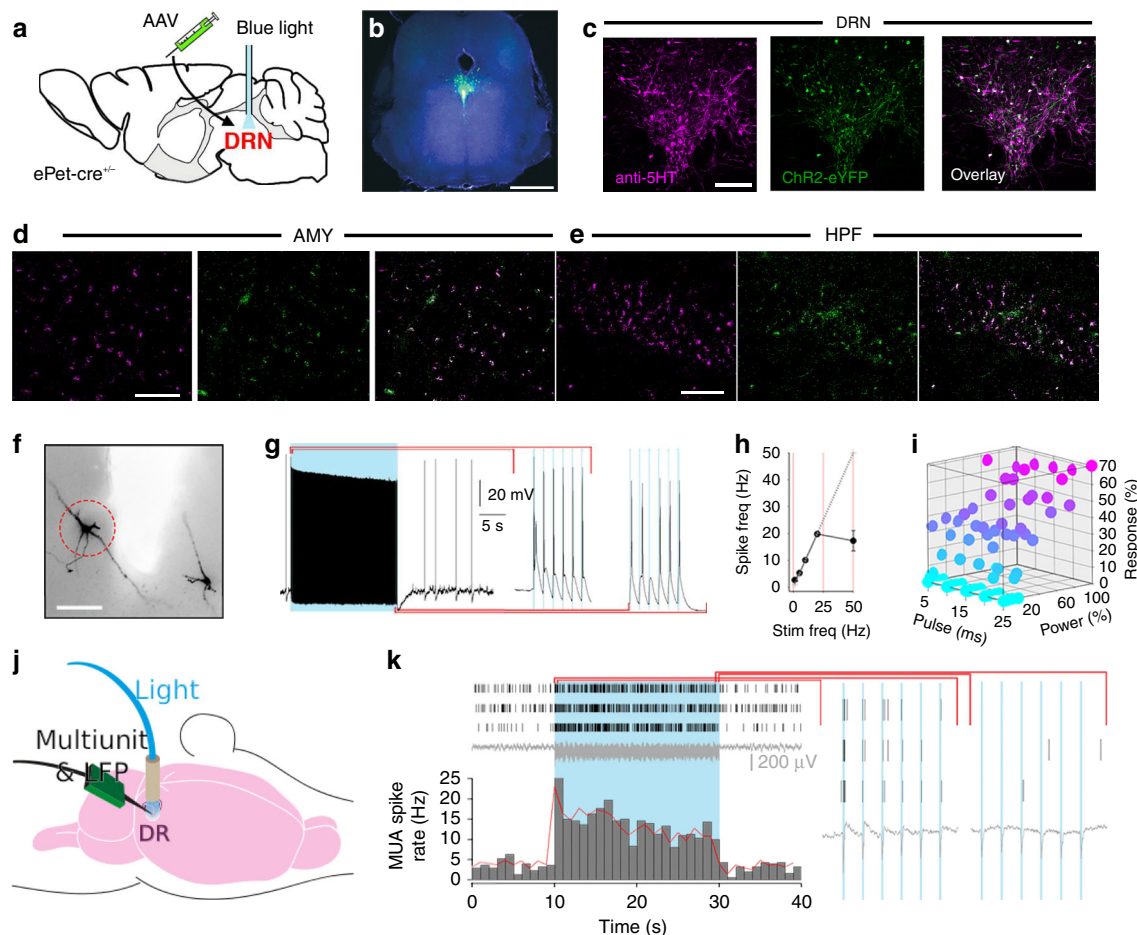 a
AAV
Blue light
DRN
ePet-cre+/−
b
c
DRN
anti-5HT
ChR2-eYFP
Overlay
d
AMY
e
HPF
f
g
20 mV
5 s
h
Spike freq (Hz)
50
40
30
20
10
0
0
25
50
Stim freq (Hz)
i
70
60
50
40
30
20
10
0
Response (%)
5
15
25
Pulse (ms)
20
60
100
Power (%)
j
Light
Multiunit
& LFP
DR
k
200 µV
MUA spike
rate (Hz)
25
20
15
10
5
0
0
10
20
30
40
Time (s)